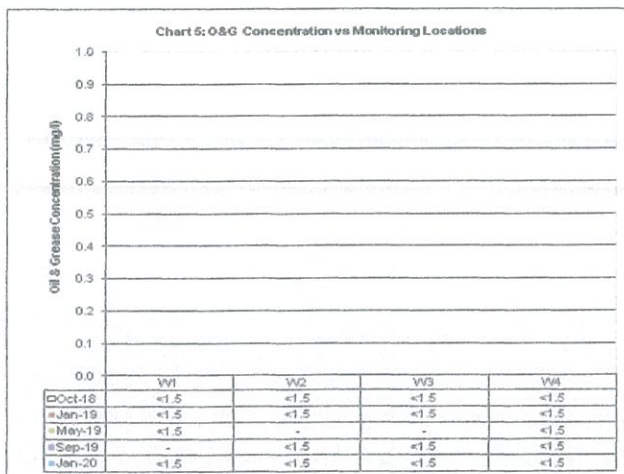 Chart 5: O&G Concentration vs Monitoring Locations
Oil & Grease Concentration (mg/l)
1.0
0.9
0.8
0.7
0.6
0.5
0.4
0.3
0.2
0.1
0.0
W1 W2 W3 W4
Oct-18 <1.5 <1.5 <1.5 <1.5
Jan-19 <1.5 <1.5 <1.5 <1.5
May-19 <1.5 - - <1.5
Sep-19 - <1.5 <1.5 <1.5
Jan-20 <1.5 <1.5 <1.5 <1.5